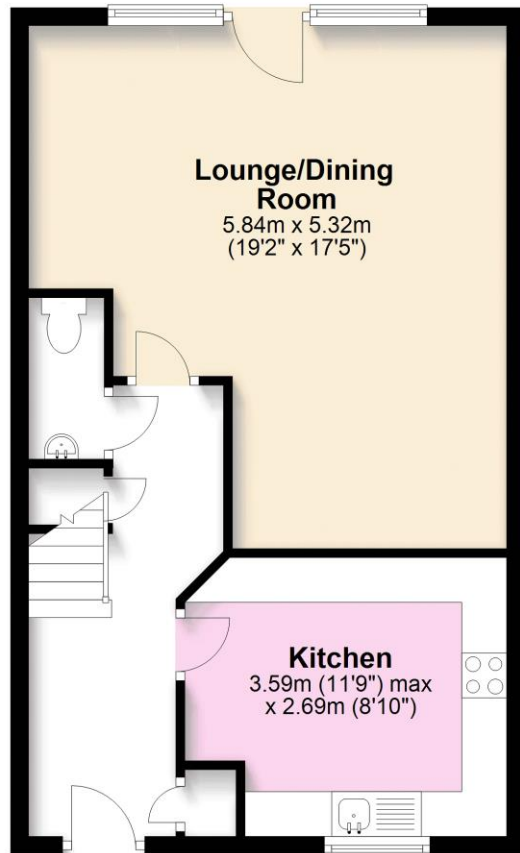 Lounge/Dining
Room
5.84m x 5.32m
(19'2" x 17'5")
Kitchen
3.59m (11'9") max
x 2.69m (8'10")